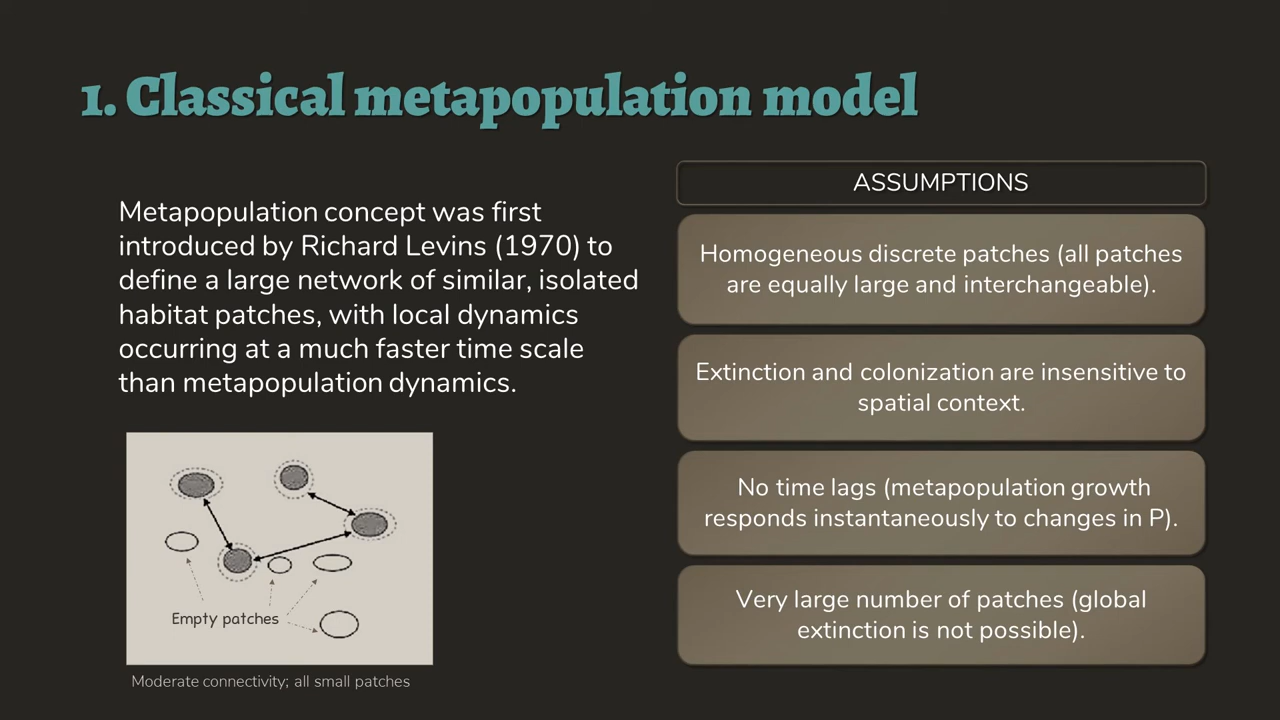 1. Classical metapopulation model
Metapopulation concept was first
introduced by Richard Levins (1970) to
define a large network of similar, isolated
habitat patches, with local dynamics
occurring at a much faster time scale
than metapopulation dynamics.
Empty patches
Moderate connectivity; all small patches
ASSUMPTIONS
Homogeneous discrete patches (all patches
are equally large and interchangeable).
Extinction and colonization are insensitive to
spatial context.
No time lags (metapopulation growth
responds instantaneously to changes in P).
Very large number of patches (global
extinction is not possible).